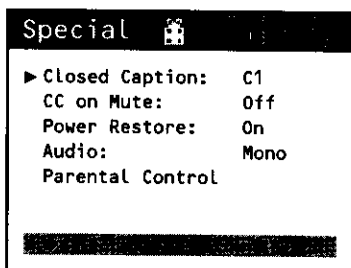 Special
▶ Closed Caption: C1
CC on Mute: Off
Power Restore: On
Audio: Mono
Parental Control